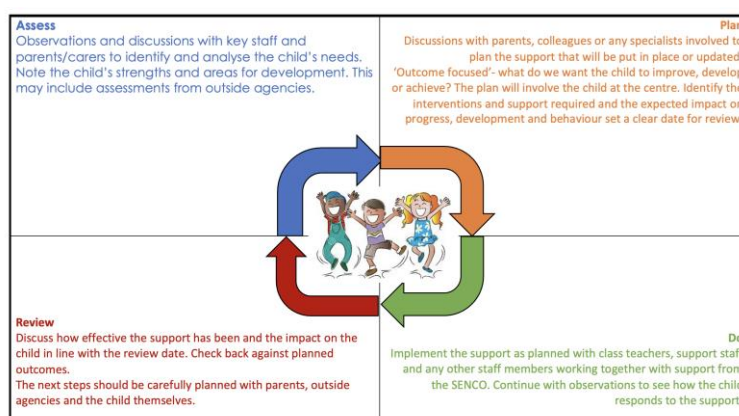 Assess
Observations and discussions with key staff and
parents/carers to identify and analyse the child's needs.
Note the child's strengths and areas for development. This
may include assessments from outside agencies.
Plan
Discussions with parents, colleagues or any specialists involved to
plan the support that will be put in place or updated.
'Outcome focused'- what do we want the child to improve, develop
or achieve? The plan will involve the child at the centre. Identify the
interventions and support required and the expected impact on
progress, development and behaviour set a clear date for review.
Review
Discuss how effective the support has been and the impact on the
child in line with the review date. Check back against planned
outcomes.
The next steps should be carefully planned with parents, outside
agencies and the child themselves.
Do
Implement the support as planned with class teachers, support staff
and any other staff members working together with support from
the SENCO. Continue with observations to see how the child
responds to the support.